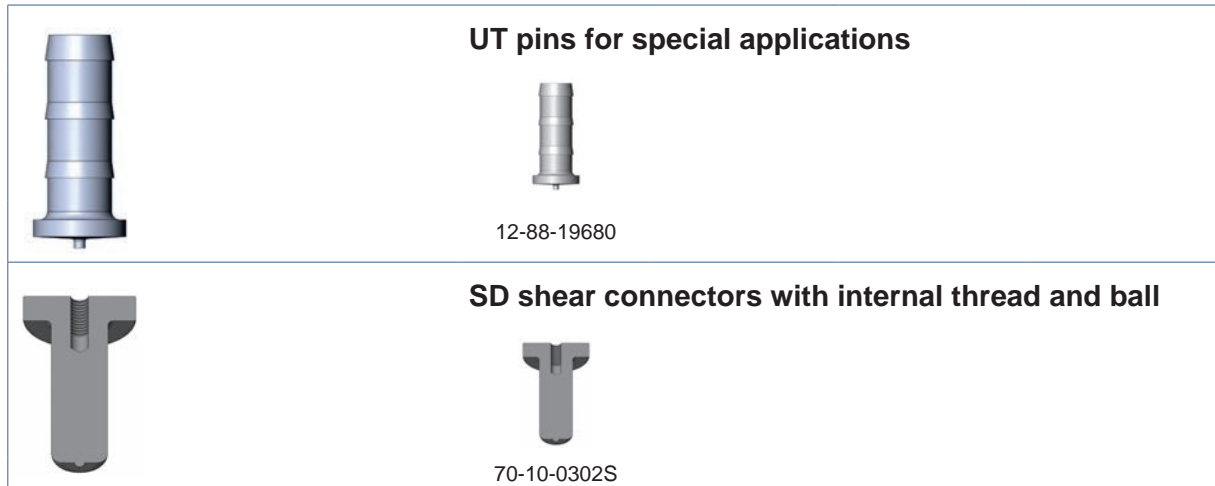 UT pins for special applications
12-88-19680
SD shear connectors with internal thread and ball
70-10-0302S